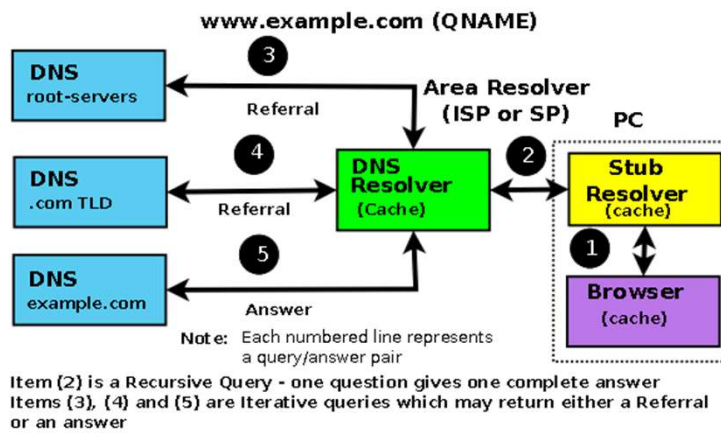 www.example.com (QNAME)
3
DNS
root-servers
Referral
Area Resolver
(ISP or SP)
PC
4
2
DNS
.com TLD
Referral
DNS
Resolver
(Cache)
Stub
Resolver
(cache)
5
1
DNS
example.com
Answer
Browser
(cache)
Note: Each numbered line represents
a query/answer pair
Item (2) is a Recursive Query - one question gives one complete answer
Items (3), (4) and (5) are Iterative queries which may return either a Referral
or an answer